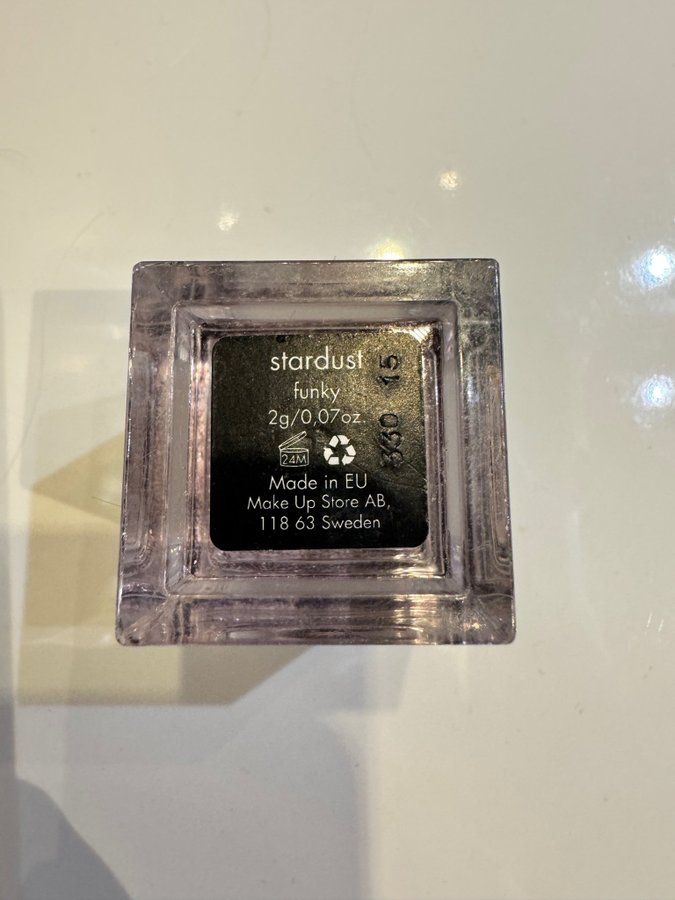 stardust
funky
2g/0,07oz.
24M
Made in EU
Make Up Store AB,
118 63 Sweden
330 15